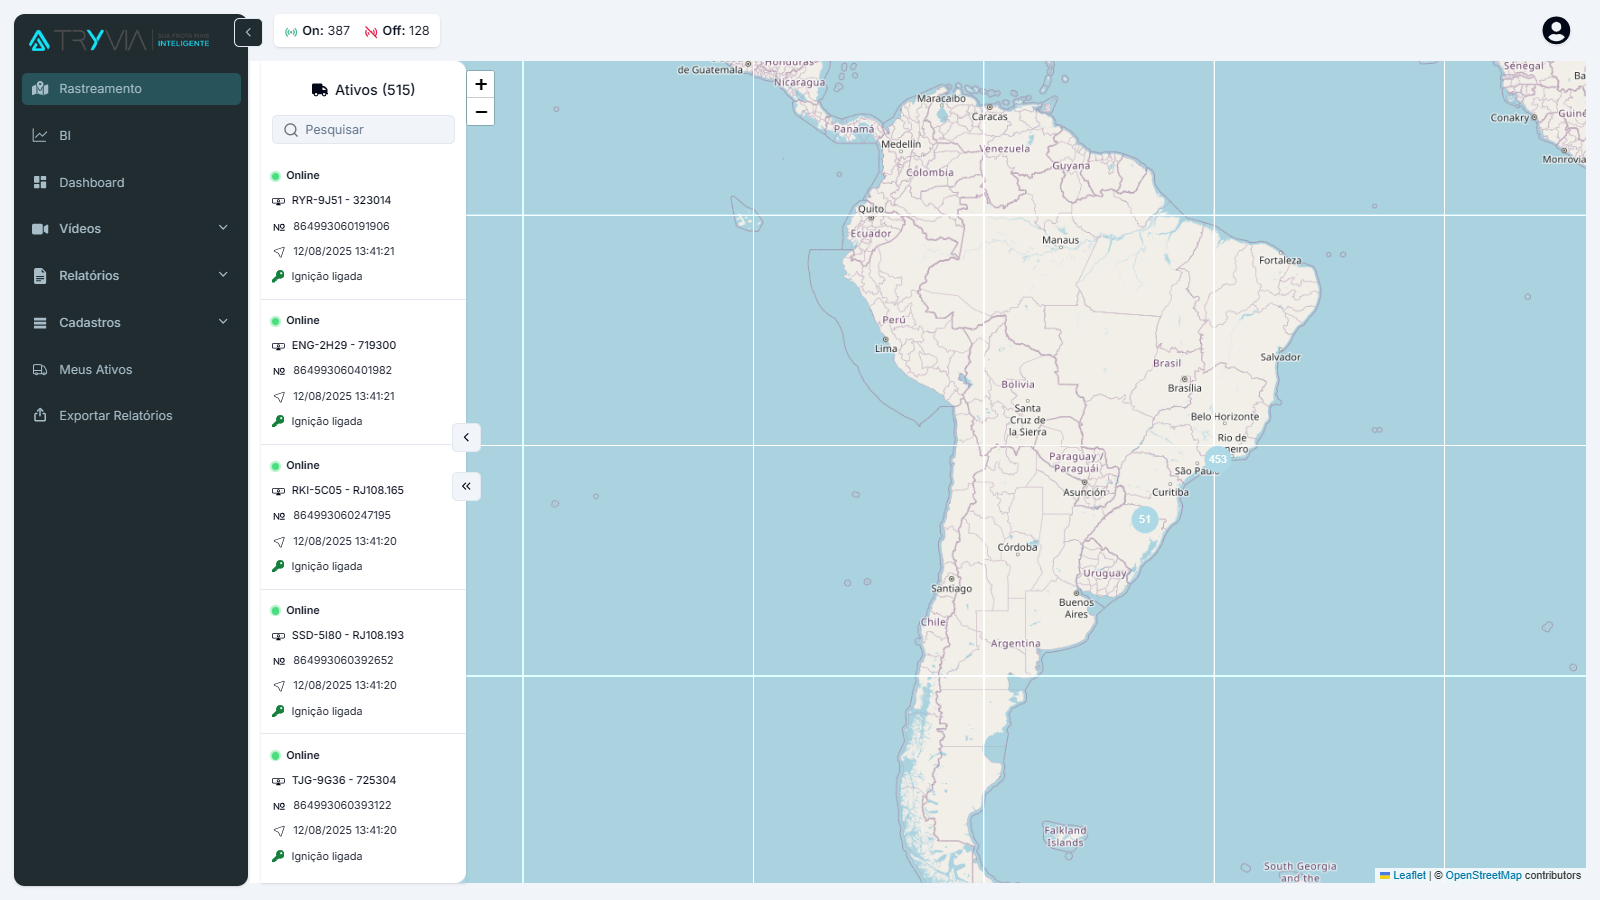 TRYVIA
SUA FROTA MAIS
INTELIGENTE
On: 387
Off: 128
Rastreamento
BI
Dashboard
Vídeos
Relatórios
Cadastros
Meus Ativos
Exportar Relatórios
Ativos (515)
Pesquisar
Online
RYR-9J51 - 323014
Nº 864993060191906
12/08/2025 13:41:21
Ignição ligada
Online
ENG-2H29 - 719300
Nº 864993060401982
12/08/2025 13:41:21
Ignição ligada
Online
RKI-5C05 - RJ108.165
Nº 864993060247195
12/08/2025 13:41:20
Ignição ligada
Online
SSD-5I80 - RJ108.193
Nº 864993060392652
12/08/2025 13:41:20
Ignição ligada
Online
TJG-9G36 - 725304
Nº 864993060393122
12/08/2025 13:41:20
Ignição ligada
+
−
Honduras
de Guatemala
Nicaragua
Panamá
Maracaibo
Caracas
Medellín
Venezuela
Guyana
Colombia
Quito
Ecuador
Manaus
Fortaleza
Perú
Lima
Salvador
Brasil
Brasília
Bolivia
Santa
Cruz de
la Sierra
Belo Horizonte
Rio de
neiro
453
São Paul
Paraguay /
Paraguái
Asunción
Curitiba
51
Córdoba
Uruguay
Santiago
Buenos
Aires
Chile
Argentina
Falkland
Islands
South Georgia
and the
Sénégal
Ba
Conakry
Guiné
Monrovia
Leaflet | © OpenStreetMap contributors